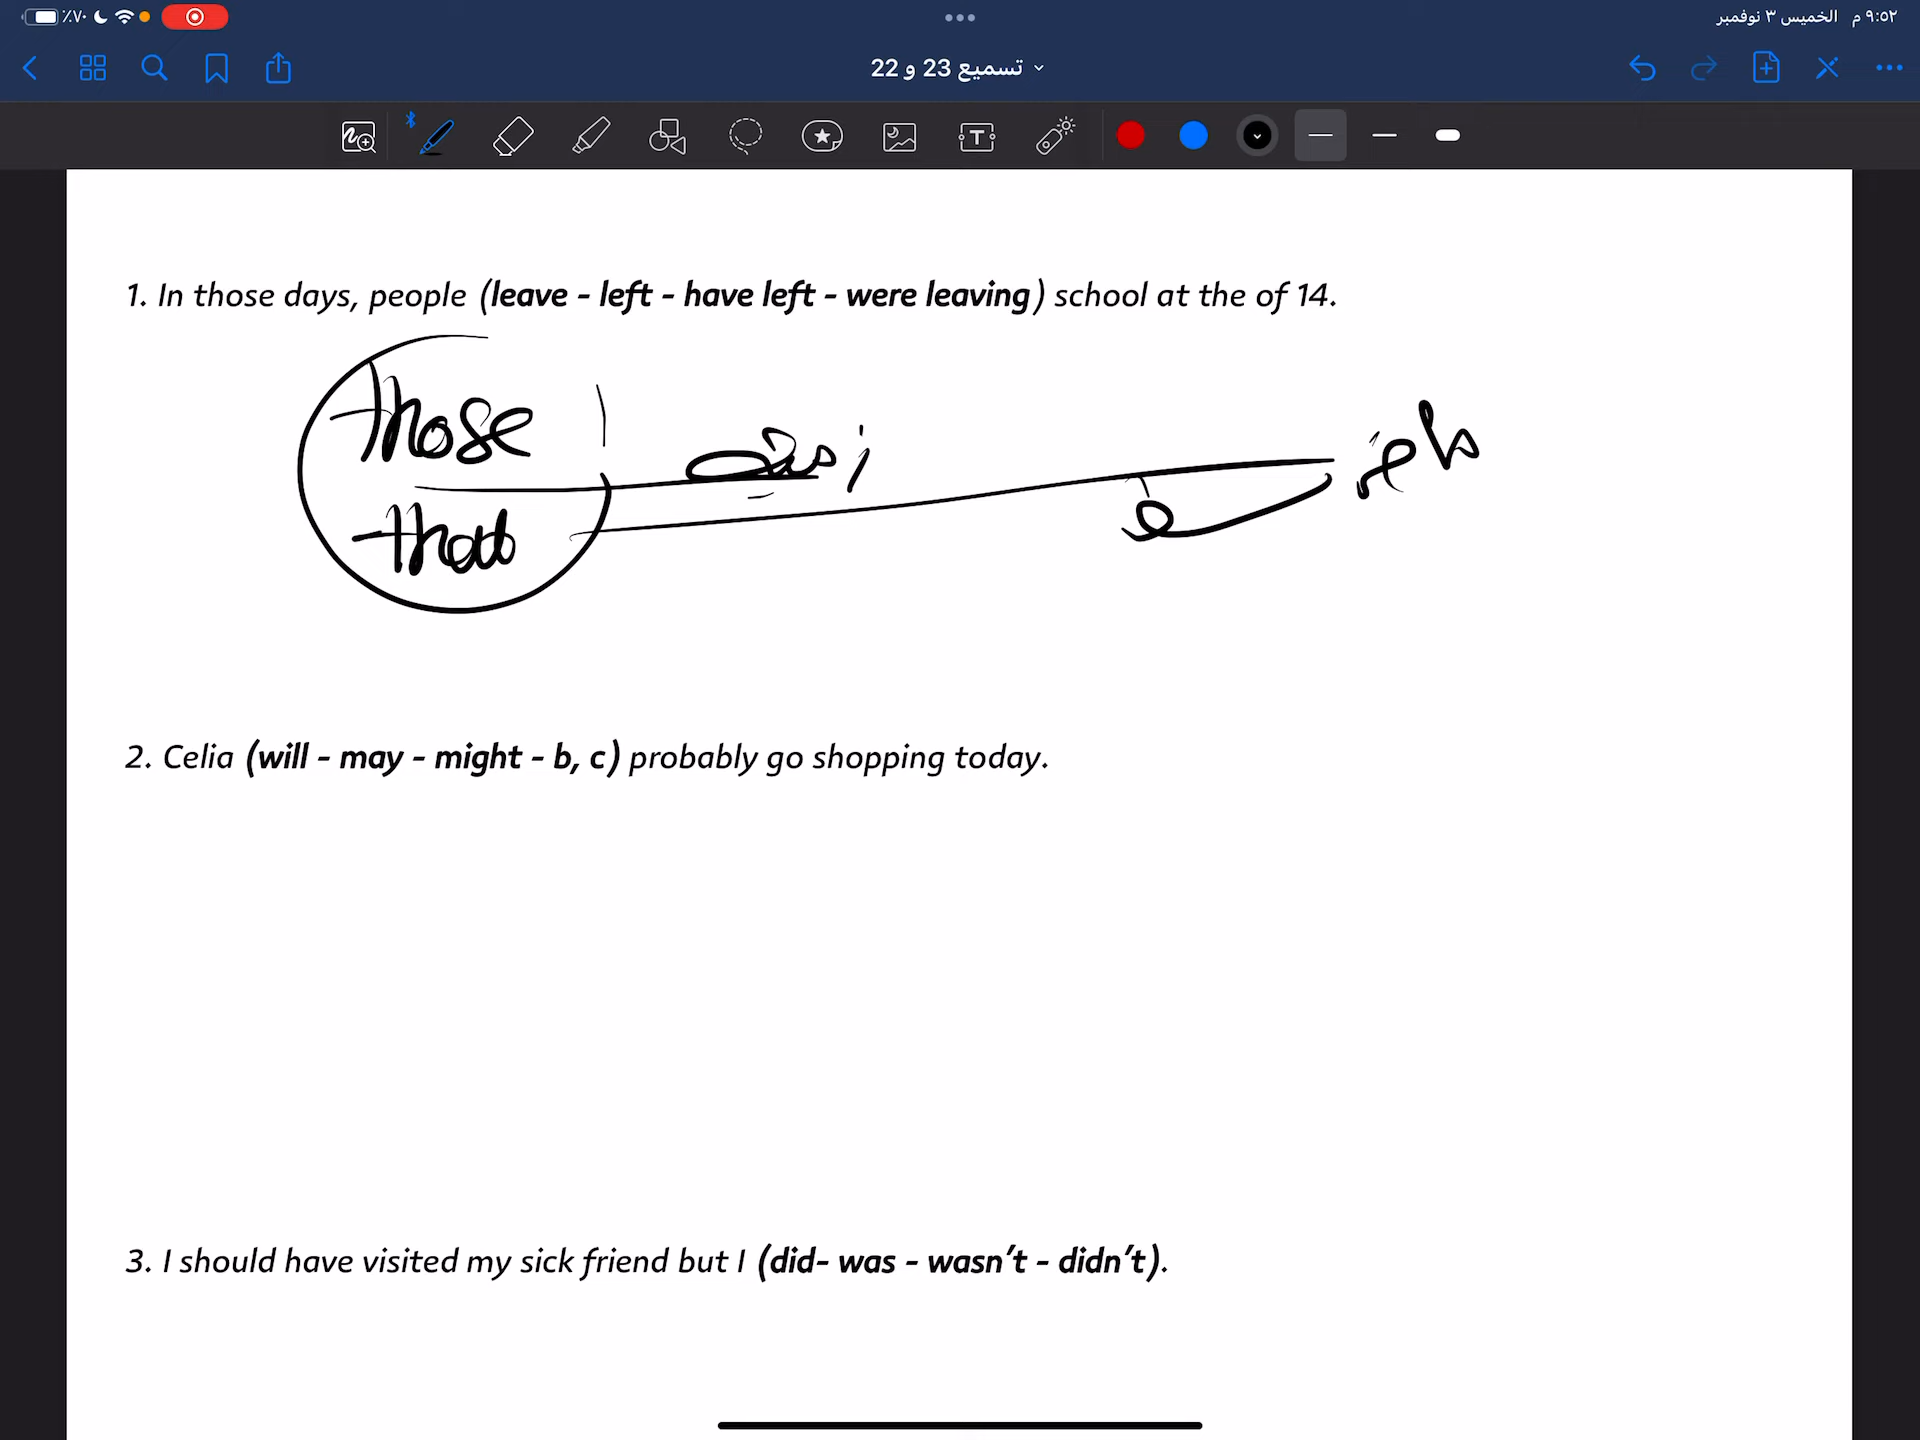 ٪٧٠
٩:٥٢ م الخميس ٣ نوفمبر
تسميع 23 و 22
1. In those days, people (leave - left - have left - were leaving) school at the of 14.
those
that
2. Celia (will - may - might - b, c) probably go shopping today.
3. I should have visited my sick friend but I (did- was - wasn't - didn't).